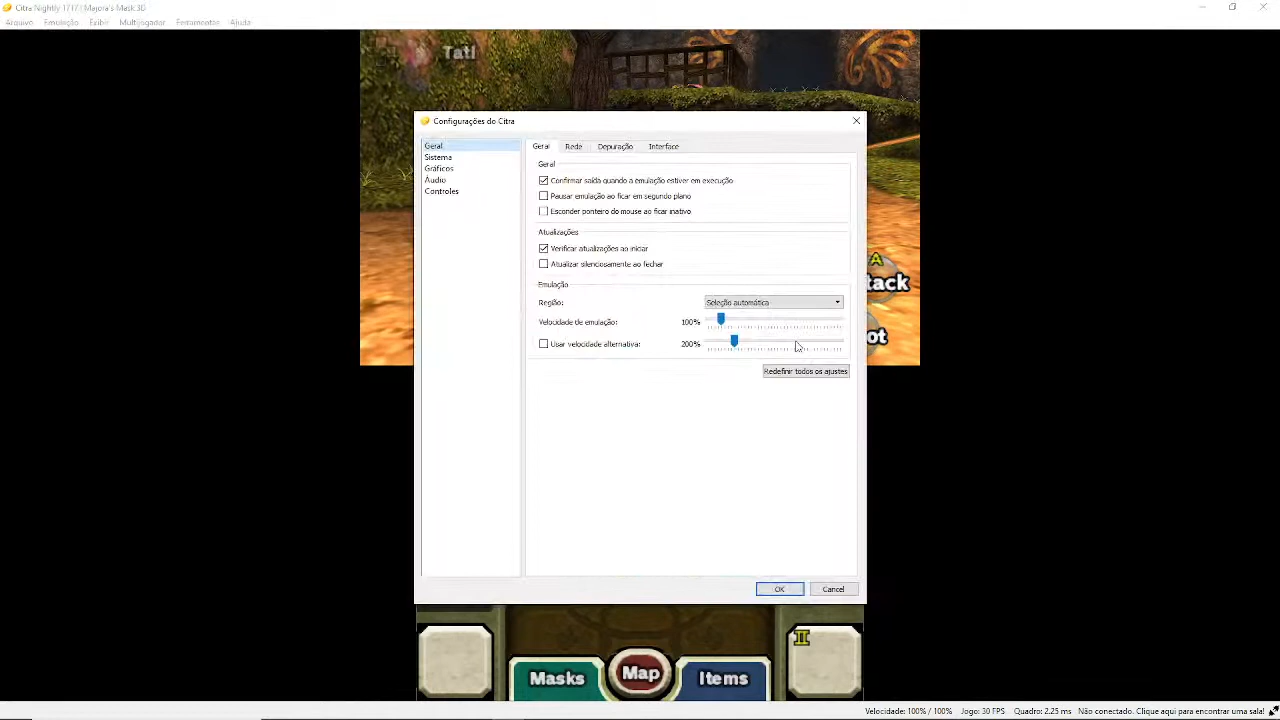 Citra Nightly 1717 | Majora's Mask 3D
Arquivo Emulação Exibir Multijogador Ferramentas Ajuda
Tatl
Configurações do Citra
Geral
Sistema
Gráficos
Áudio
Controles
Geral Rede Depuração Interface
Geral
Confirmar saída quando a emulação estiver em execução
Pausar emulação ao ficar em segundo plano
Esconder ponteiro do mouse ao ficar inativo
Atualizações
Verificar atualizações ao iniciar
Atualizar silenciosamente ao fechar
Emulação
Região: Seleção automática
Velocidade de emulação: 100%
Usar velocidade alternativa: 200%
Redefinir todos os ajustes
OK Cancel
A
tack
ot
II
Masks Map Items
Velocidade: 100% / 100% Jogo: 30 FPS Quadro: 2.25 ms Não conectado. Clique aqui para encontrar uma sala!